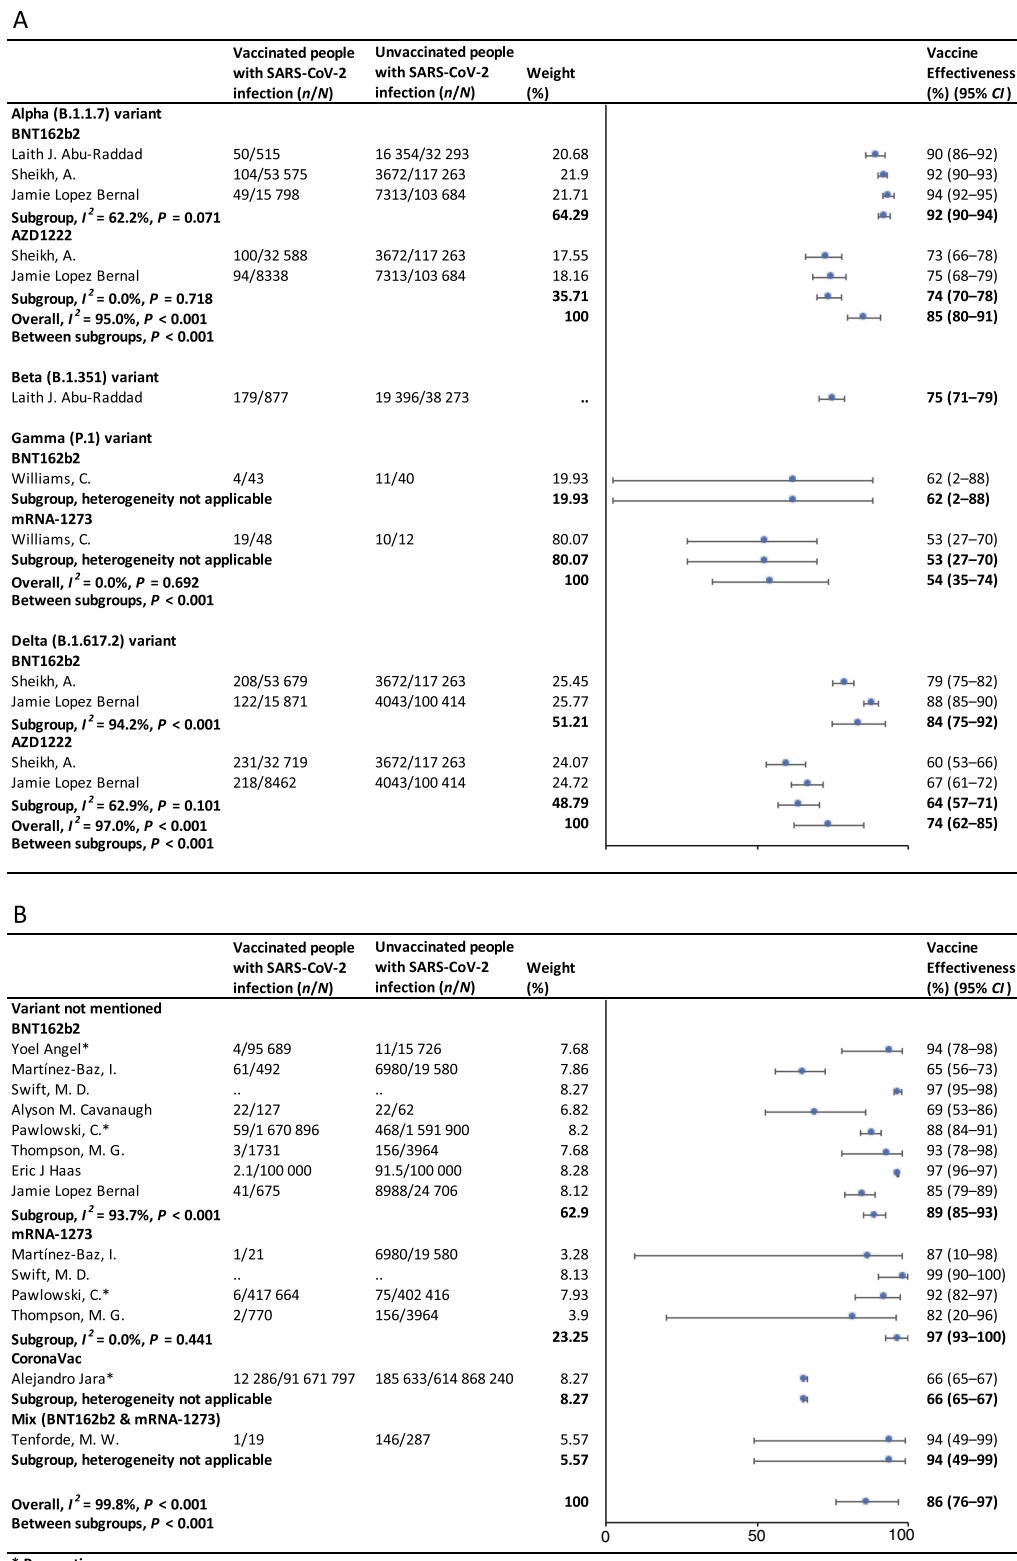 A
Vaccinated people with SARS-CoV-2 infection (n/N) Unvaccinated people with SARS-CoV-2 infection (n/N) Weight (%) Vaccine Effectiveness (%) (95% CI)
Alpha (B.1.1.7) variant
BNT162b2
Laith J. Abu-Raddad 50/515 16 354/32 293 20.68 90 (86–92)
Sheikh, A. 104/53 575 3672/117 263 21.9 92 (90–93)
Jamie Lopez Bernal 49/15 798 7313/103 684 21.71 94 (92–95)
Subgroup, I² = 62.2%, P = 0.071 64.29 92 (90–94)
AZD1222
Sheikh, A. 100/32 588 3672/117 263 17.55 73 (66–78)
Jamie Lopez Bernal 94/8338 7313/103 684 18.16 75 (68–79)
Subgroup, I² = 0.0%, P = 0.718 35.71 74 (70–78)
Overall, I² = 95.0%, P < 0.001 100 85 (80–91)
Between subgroups, P < 0.001
Beta (B.1.351) variant
Laith J. Abu-Raddad 179/877 19 396/38 273 .. 75 (71–79)
Gamma (P.1) variant
BNT162b2
Williams, C. 4/43 11/40 19.93 62 (2–88)
Subgroup, heterogeneity not applicable 19.93 62 (2–88)
mRNA-1273
Williams, C. 19/48 10/12 80.07 53 (27–70)
Subgroup, heterogeneity not applicable 80.07 53 (27–70)
Overall, I² = 0.0%, P = 0.692 100 54 (35–74)
Between subgroups, P < 0.001
Delta (B.1.617.2) variant
BNT162b2
Sheikh, A. 208/53 679 3672/117 263 25.45 79 (75–82)
Jamie Lopez Bernal 122/15 871 4043/100 414 25.77 88 (85–90)
Subgroup, I² = 94.2%, P < 0.001 51.21 84 (75–92)
AZD1222
Sheikh, A. 231/32 719 3672/117 263 24.07 60 (53–66)
Jamie Lopez Bernal 218/8462 4043/100 414 24.72 67 (61–72)
Subgroup, I² = 62.9%, P = 0.101 48.79 64 (57–71)
Overall, I² = 97.0%, P < 0.001 100 74 (62–85)
Between subgroups, P < 0.001
B
Vaccinated people with SARS-CoV-2 infection (n/N) Unvaccinated people with SARS-CoV-2 infection (n/N) Weight (%) Vaccine Effectiveness (%) (95% CI)
Variant not mentioned
BNT162b2
Yoel Angel* 4/95 689 11/15 726 7.68 94 (78–98)
Martínez-Baz, I. 61/492 6980/19 580 7.86 65 (56–73)
Swift, M. D. .. .. 8.27 97 (95–98)
Alyson M. Cavanaugh 22/127 22/62 6.82 69 (53–86)
Pawlowski, C.* 59/1 670 896 468/1 591 900 8.2 88 (84–91)
Thompson, M. G. 3/1731 156/3964 7.68 93 (78–98)
Eric J Haas 2.1/100 000 91.5/100 000 8.28 97 (96–97)
Jamie Lopez Bernal 41/675 8988/24 706 8.12 85 (79–89)
Subgroup, I² = 93.7%, P < 0.001 62.9 89 (85–93)
mRNA-1273
Martínez-Baz, I. 1/21 6980/19 580 3.28 87 (10–98)
Swift, M. D. .. .. 8.13 99 (90–100)
Pawlowski, C.* 6/417 664 75/402 416 7.93 92 (82–97)
Thompson, M. G. 2/770 156/3964 3.9 82 (20–96)
Subgroup, I² = 0.0%, P = 0.441 23.25 97 (93–100)
CoronaVac
Alejandro Jara* 12 286/91 671 797 185 633/614 868 240 8.27 66 (65–67)
Subgroup, heterogeneity not applicable 8.27 66 (65–67)
Mix (BNT162b2 & mRNA-1273)
Tenforde, M. W. 1/19 146/287 5.57 94 (49–99)
Subgroup, heterogeneity not applicable 5.57 94 (49–99)
Overall, I² = 99.8%, P < 0.001 100 86 (76–97)
Between subgroups, P < 0.001
0 50 100